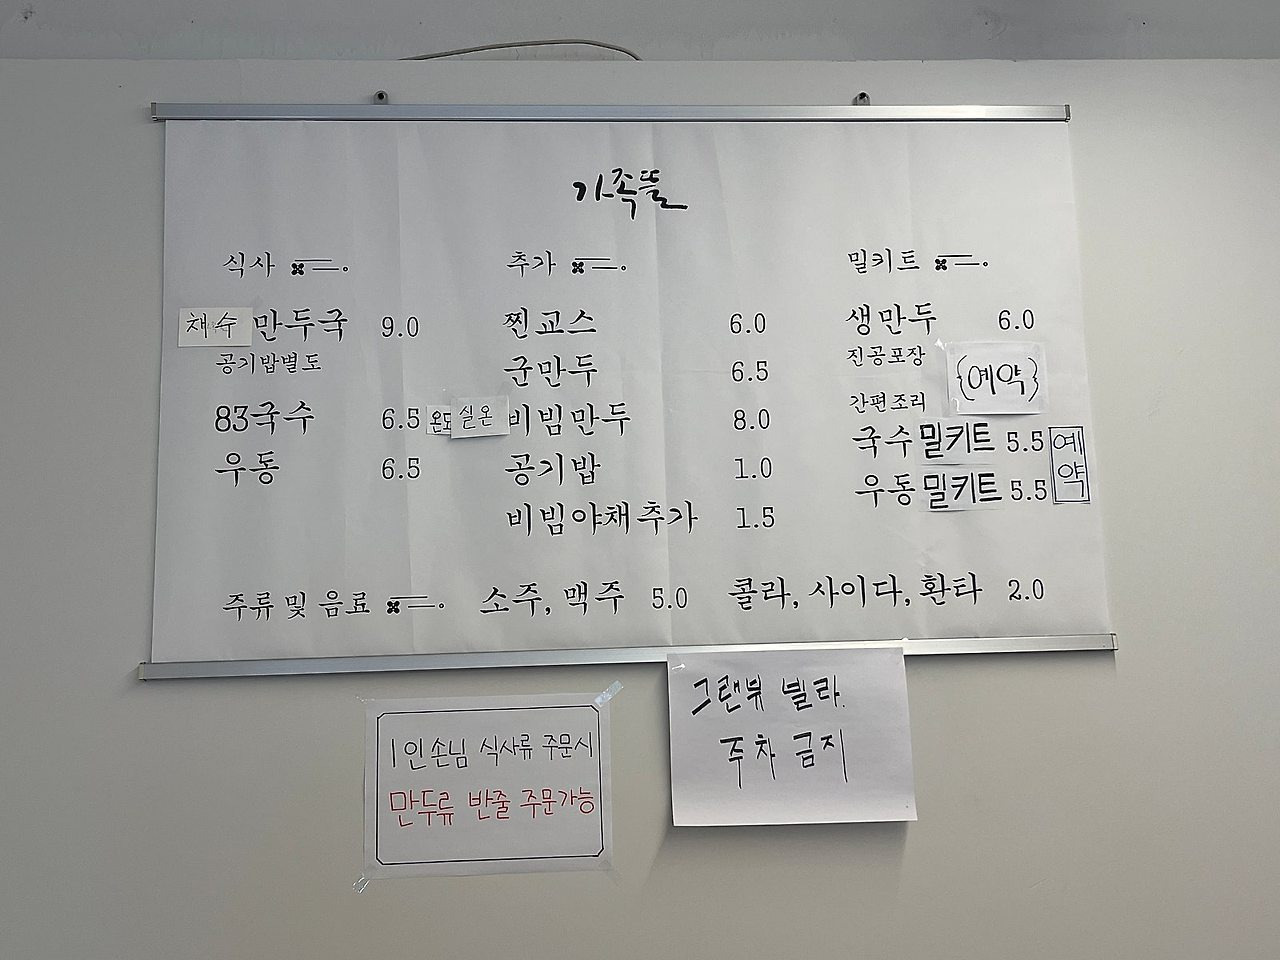 가족뜰
식사
채수 만두국 9.0
공기밥별도
83국수 6.5
우동 6.5
추가
찐교스 6.0
군만두 6.5
온도 실온 비빔만두 8.0
공기밥 1.0
비빔야채추가 1.5
밀키트
생만두 6.0
진공포장
{예약}
간편조리
국수밀키트 5.5
우동밀키트 5.5
예약
주류 및 음료 소주, 맥주 5.0 콜라, 사이다, 환타 2.0
1인손님 식사류 주문시
만두류 반줄 주문가능
그랜뷰 빌라
주차 금지